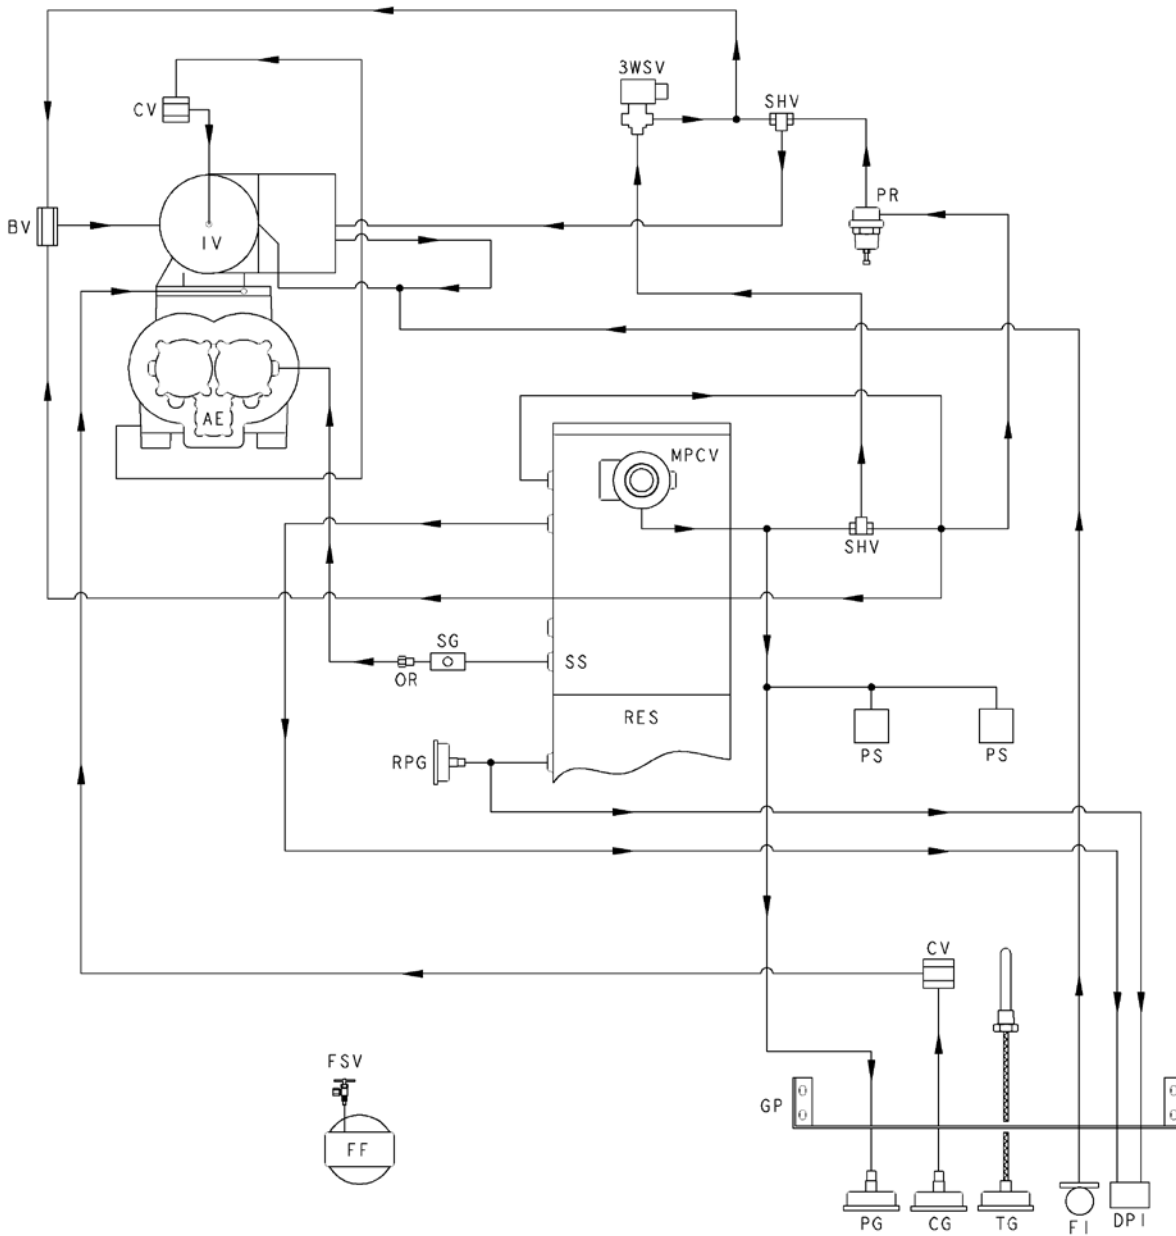 3WSV
SHV
CV
PR
BV
IV
AE
MPCV
SHV
SG
SS
OR
RES
RPG
PS
PS
CV
FSV
GP
FF
PG
CG
TG
FI
DPI